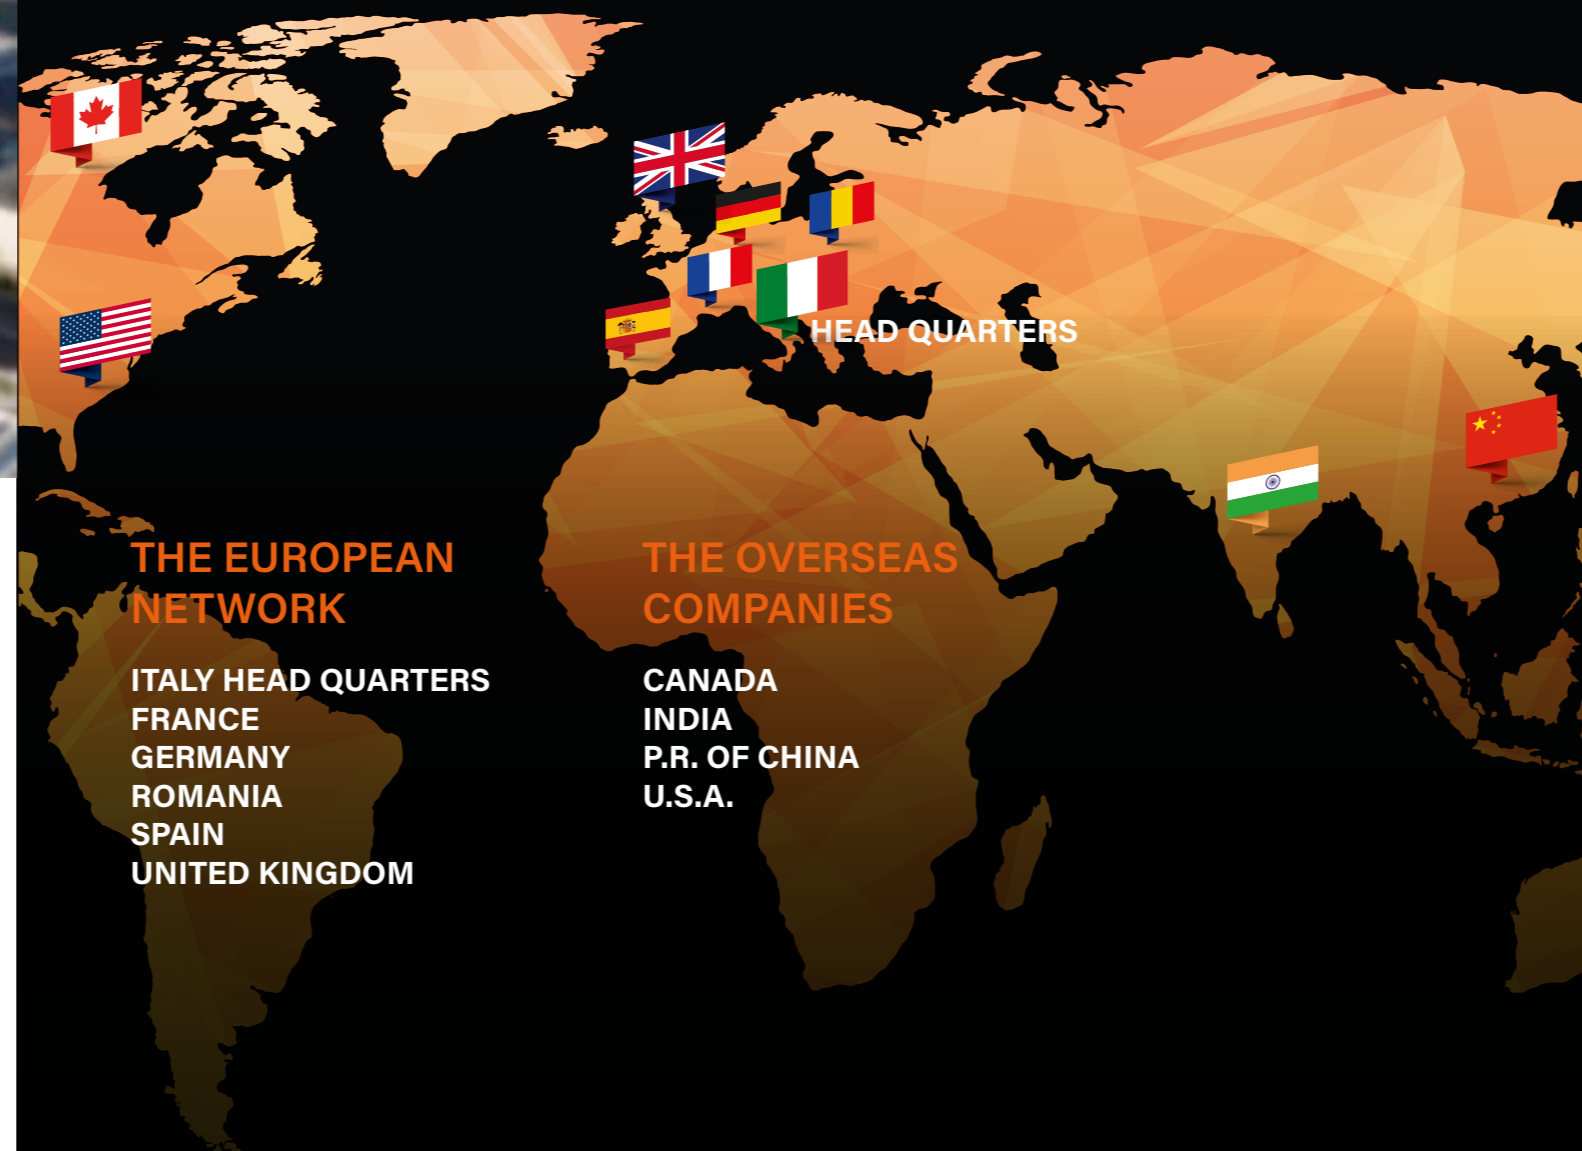 HEAD QUARTERS
THE EUROPEAN
NETWORK
ITALY HEAD QUARTERS
FRANCE
GERMANY
ROMANIA
SPAIN
UNITED KINGDOM
THE OVERSEAS
COMPANIES
CANADA
INDIA
P.R. OF CHINA
U.S.A.